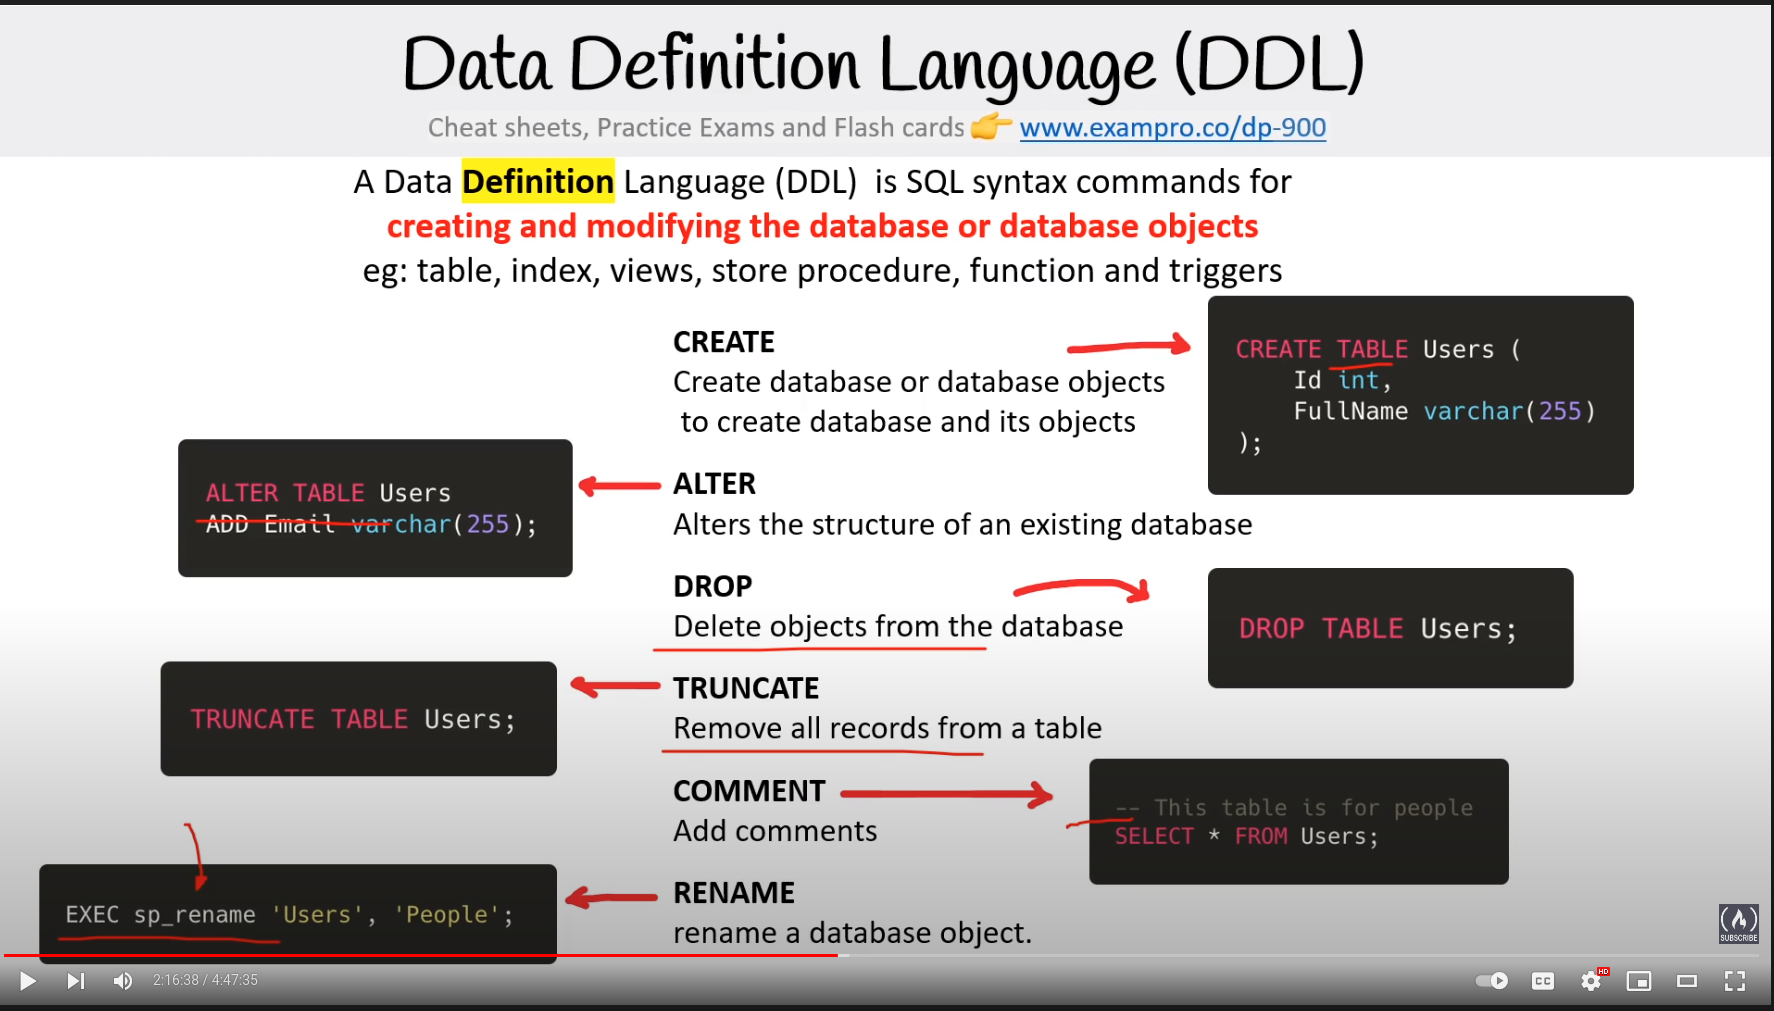 Data Definition Language (DDL)
Cheat sheets, Practice Exams and Flash cards 👉 www.exampro.co/dp-900
A Data Definition Language (DDL) is SQL syntax commands for
creating and modifying the database or database objects
eg: table, index, views, store procedure, function and triggers
CREATE
Create database or database objects
to create database and its objects
CREATE TABLE Users (
Id int,
FullName varchar(255)
);
ALTER
Alters the structure of an existing database
ALTER TABLE Users
ADD Email varchar(255);
DROP
Delete objects from the database
DROP TABLE Users;
TRUNCATE
Remove all records from a table
TRUNCATE TABLE Users;
COMMENT
Add comments
-- This table is for people
SELECT * FROM Users;
RENAME
rename a database object.
EXEC sp_rename 'Users', 'People';
SUBSCRIBE
2:16:38 / 4:47:35
CC
HD